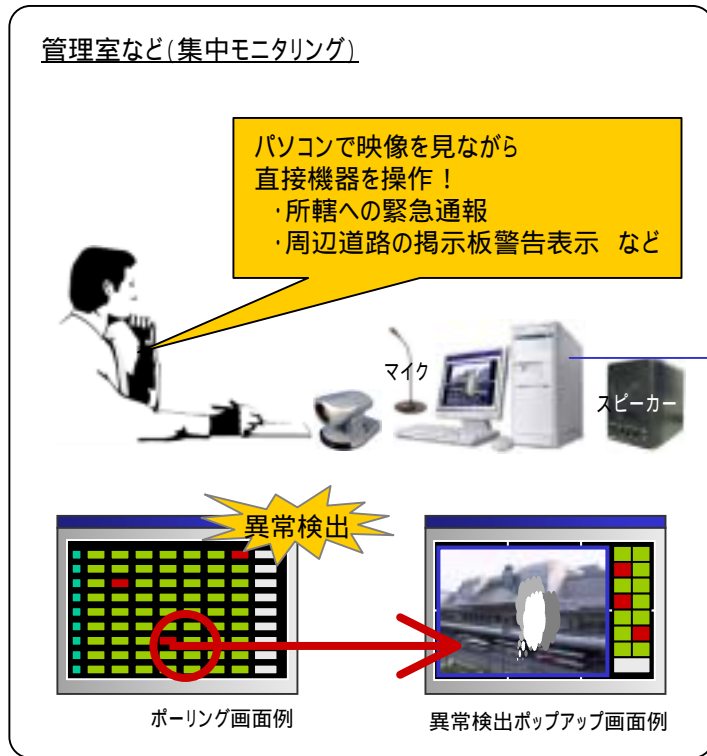 管理室など(集中モニタリング)
パソコンで映像を見ながら
直接機器を操作！
・所轄への緊急通報
・周辺道路の掲示板警告表示　など
マイク
スピーカー
異常検出
ポーリング画面例
異常検出ポップアップ画面例